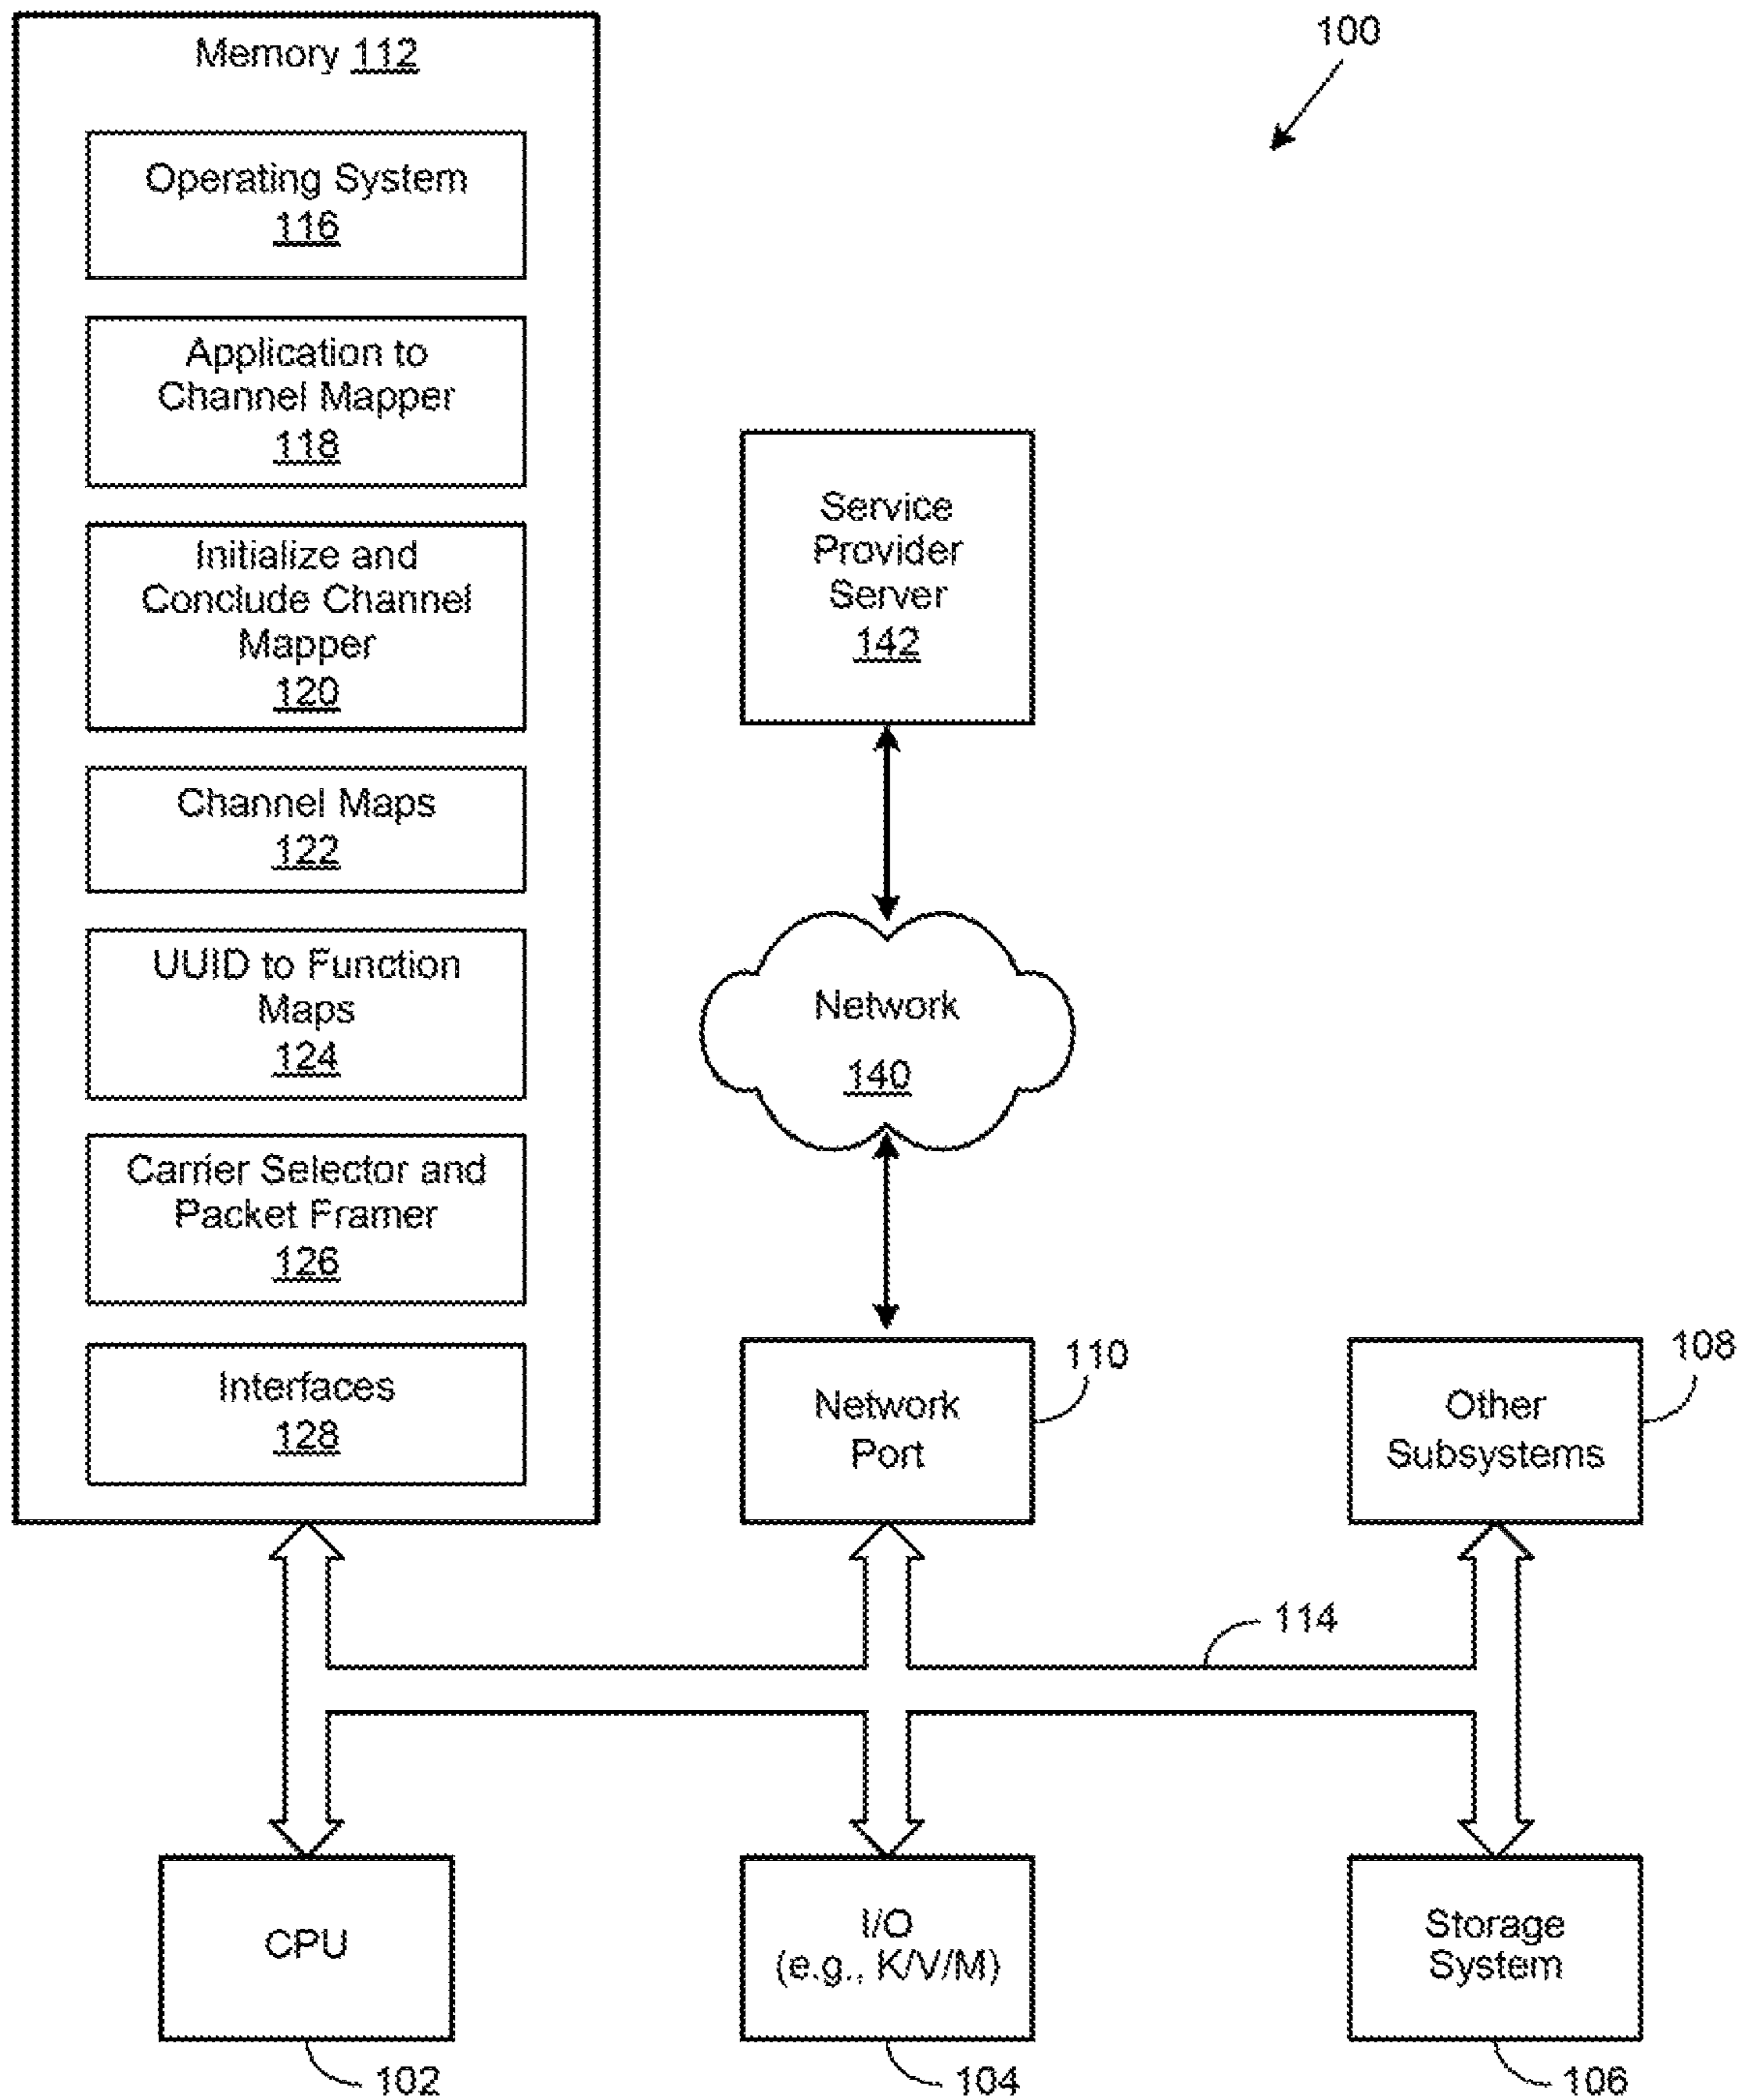 100
Memory 112
Operating System
116
Application to
Channel Mapper
118
Initialize and
Conclude Channel
Mapper
120
Channel Maps
122
UUID to Function
Maps
124
Carrier Selector and
Packet Framer
126
Interfaces
128
Service
Provider
Server
142
Network
140
Network
Port
110
Other
Subsystems
108
114
CPU
102
I/O
(e.g., K/V/M)
104
Storage
System
106